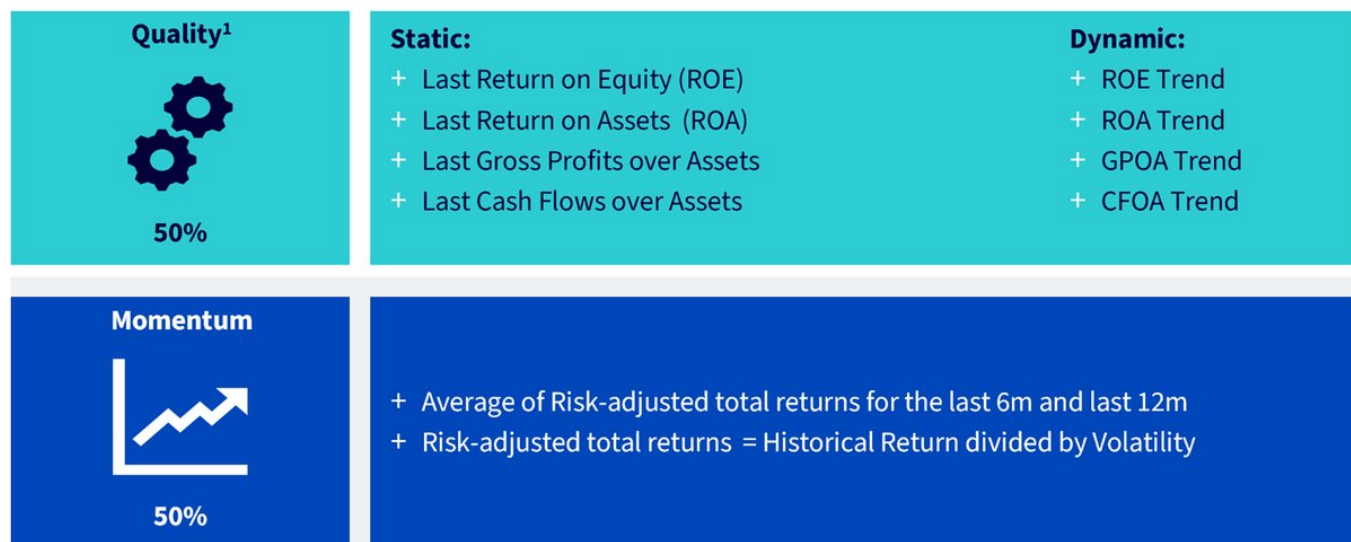 Quality¹
50%
Static:
+ Last Return on Equity (ROE)
+ Last Return on Assets (ROA)
+ Last Gross Profits over Assets
+ Last Cash Flows over Assets
Dynamic:
+ ROE Trend
+ ROA Trend
+ GPOA Trend
+ CFOA Trend
Momentum
50%
+ Average of Risk-adjusted total returns for the last 6m and last 12m
+ Risk-adjusted total returns = Historical Return divided by Volatility